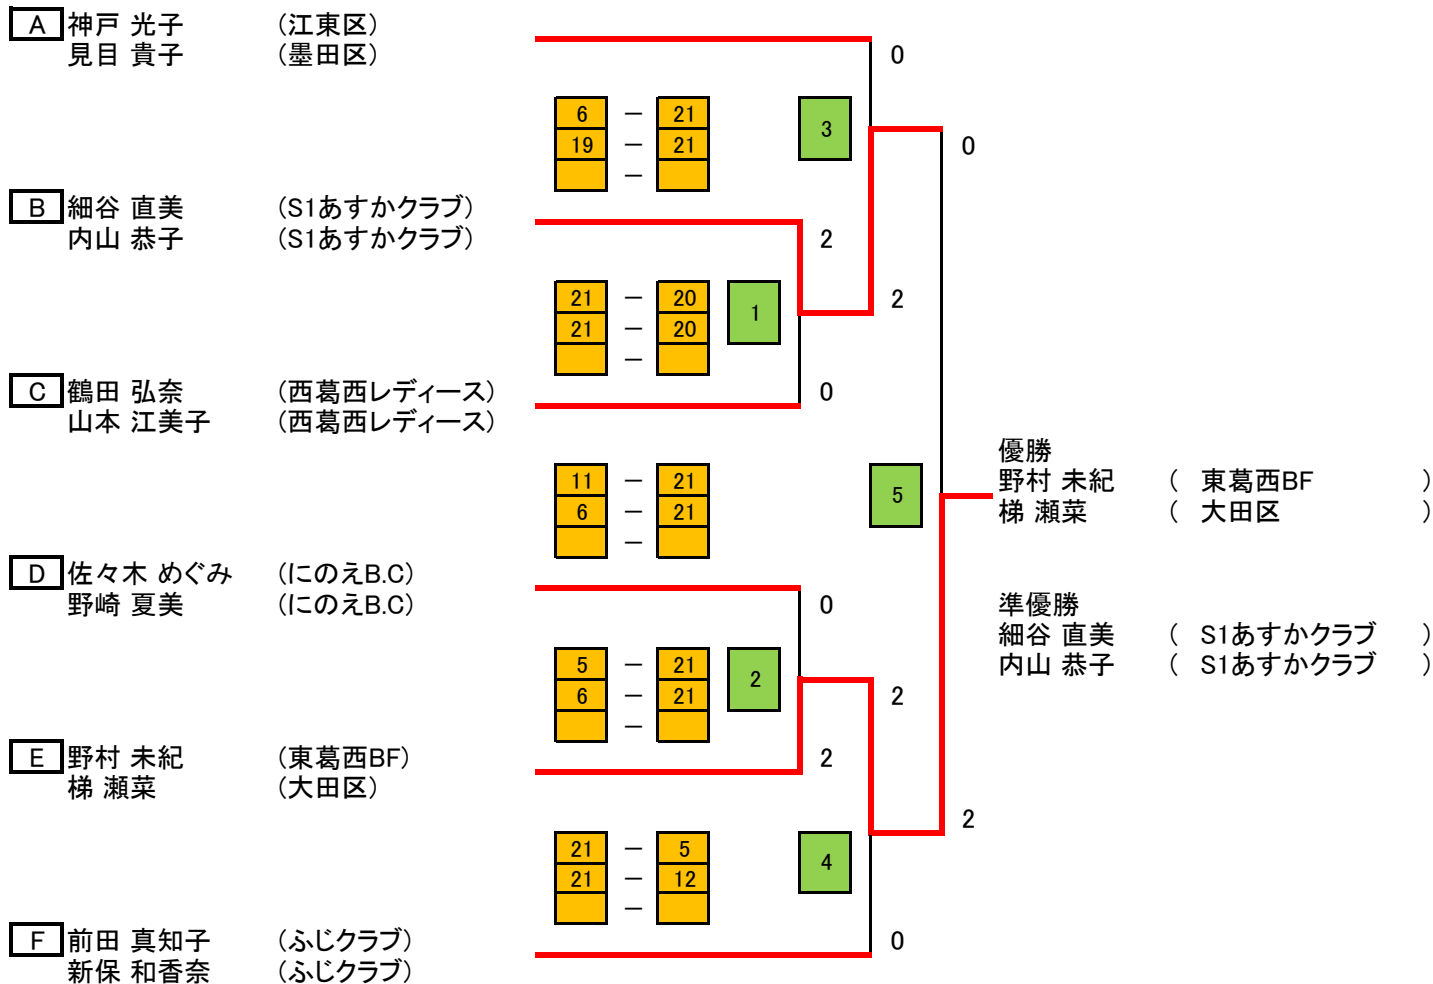 A 神戸 光子 (江東区)
見目 貴子 (墨田区)
0
6 － 21
3
19 － 21
0
－
B 細谷 直美 (S1あすかクラブ)
内山 恭子 (S1あすかクラブ)
2
21 － 20
1
2
21 － 20
－
C 鶴田 弘奈 (西葛西レディース)
0
山本 江美子 (西葛西レディース)
優勝
11 － 21
野村 未紀 ( 東葛西BF )
5
6 － 21
梯 瀬菜 ( 大田区 )
－
D 佐々木 めぐみ (にのえB.C)
野崎 夏美 (にのえB.C)
0
準優勝
細谷 直美 ( S1あすかクラブ )
5 － 21
内山 恭子 ( S1あすかクラブ )
2
6 － 21
2
－
E 野村 未紀 (東葛西BF)
2
梯 瀬菜 (大田区)
2
21 － 5
4
21 － 12
－
F 前田 真知子 (ふじクラブ)
0
新保 和香奈 (ふじクラブ)